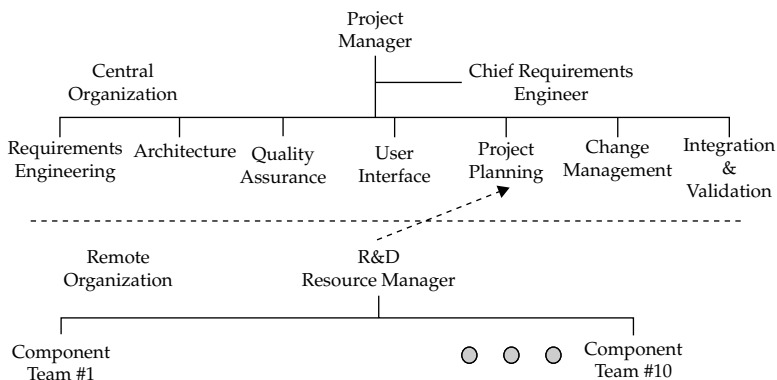 Project
Manager
Central
Organization
Chief Requirements
Engineer
Requirements
Engineering
Architecture
Quality
Assurance
User
Interface
Project
Planning
Change
Management
Integration
&
Validation
Remote
Organization
R&D
Resource Manager
Component
Team #1
Component
Team #10